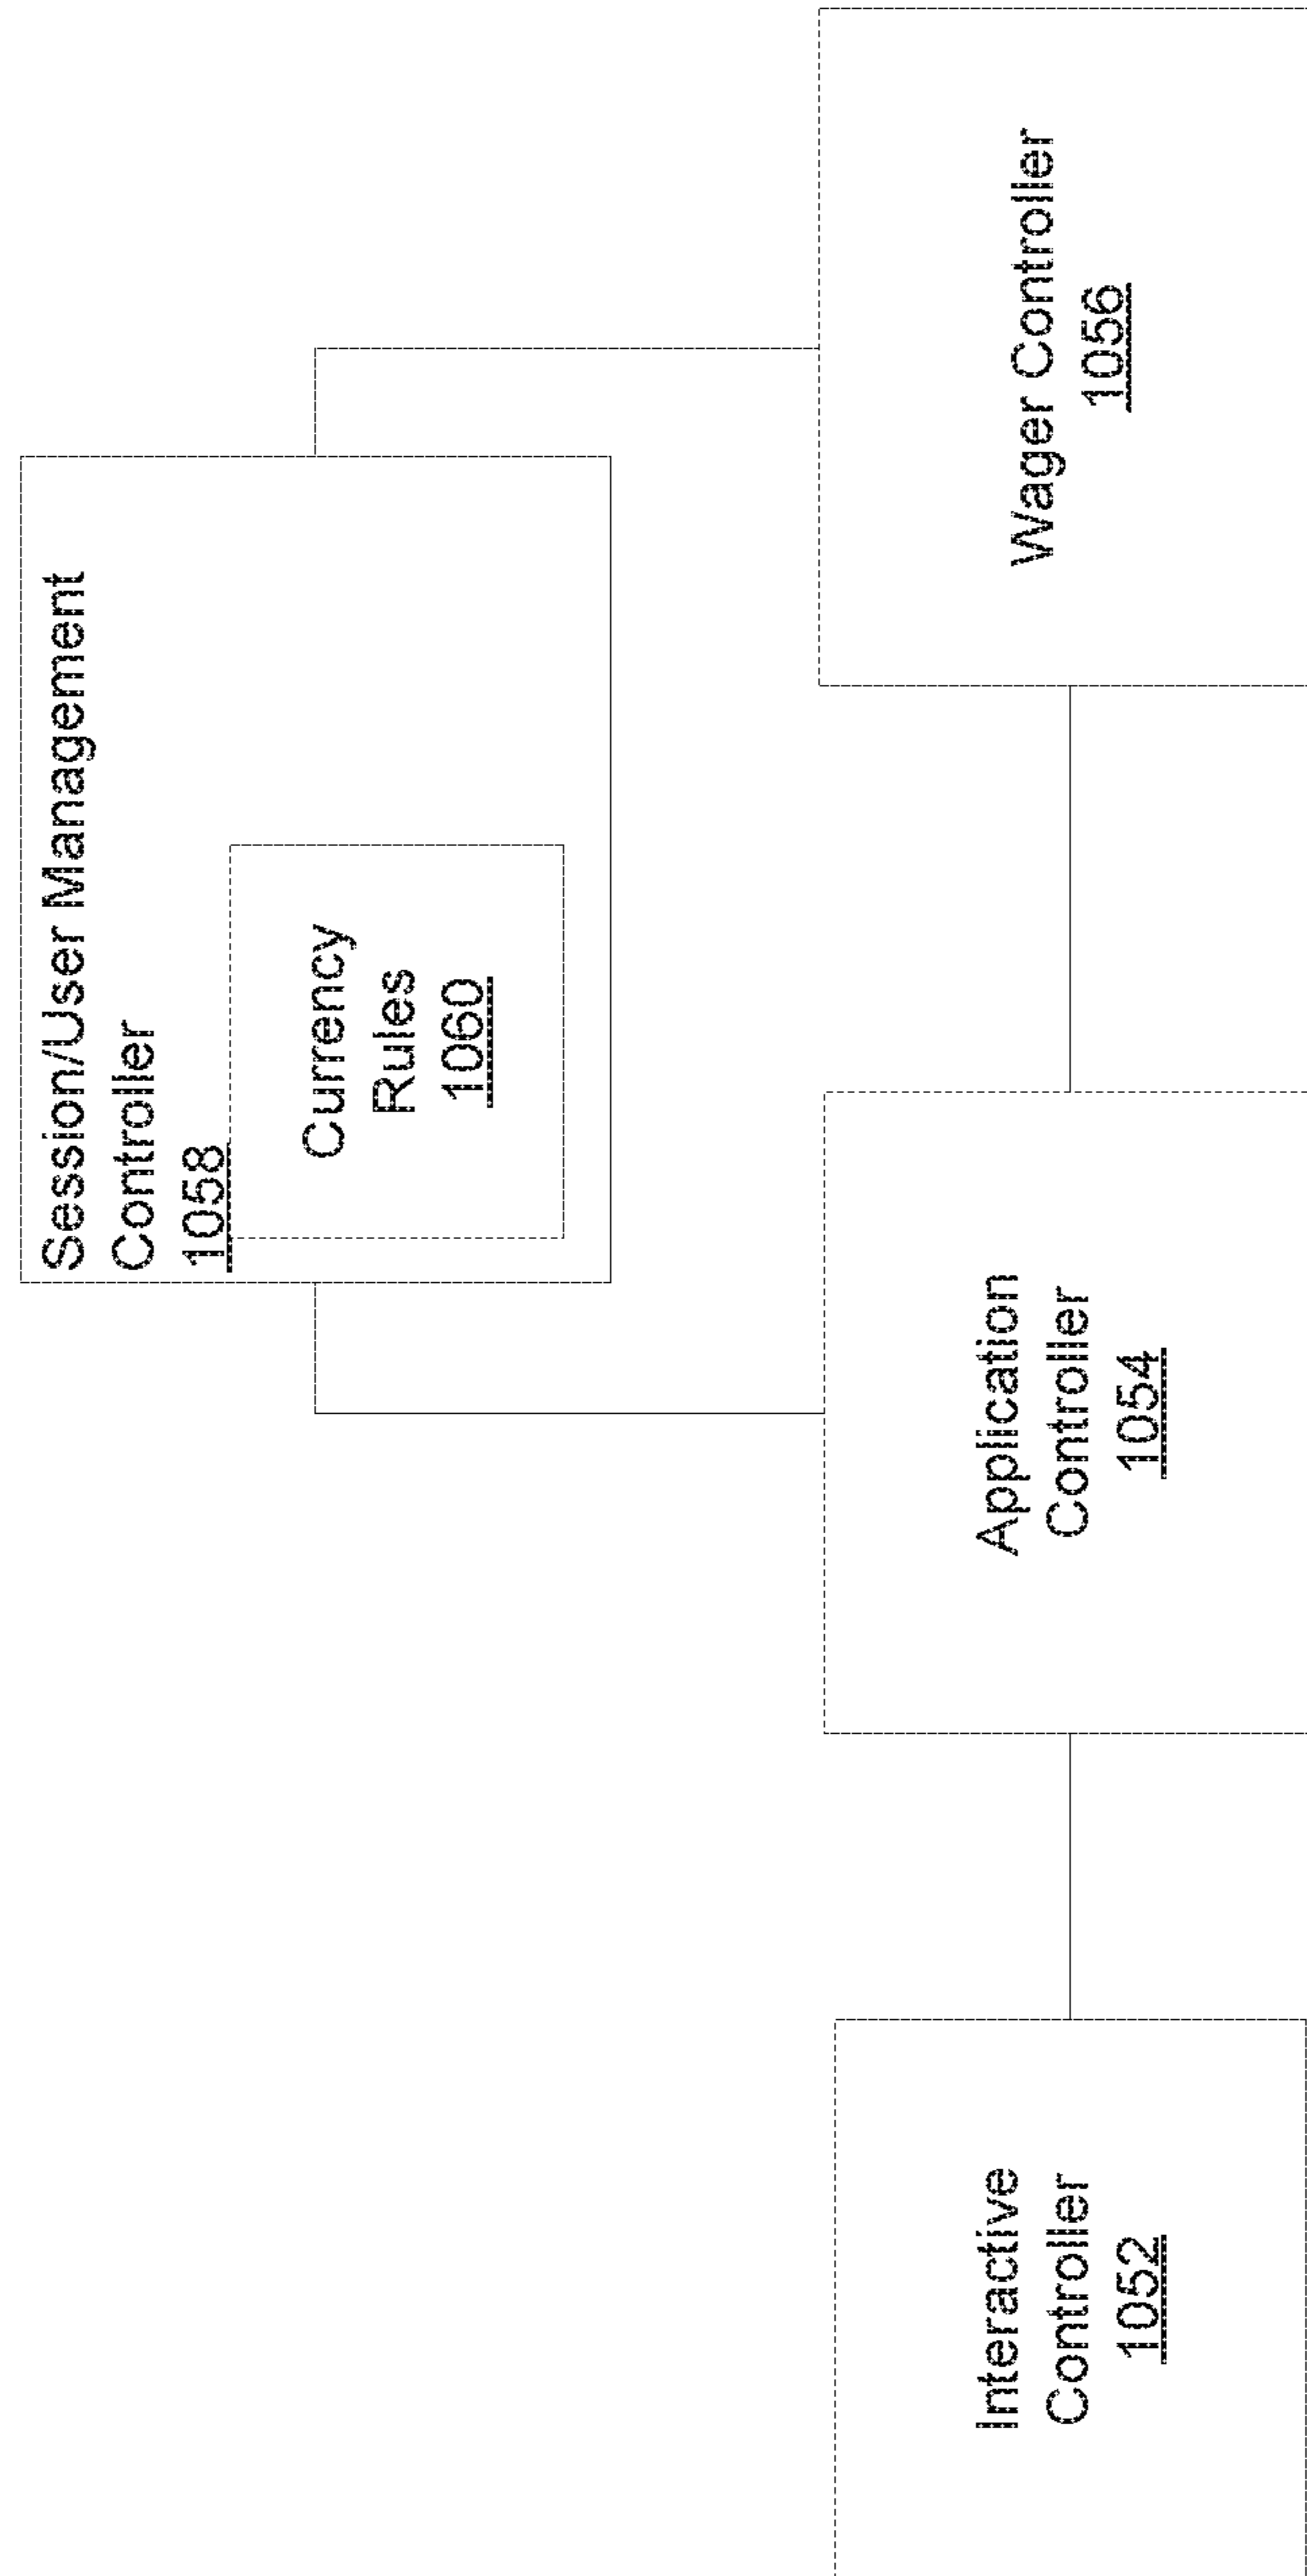 Session/User Management
Controller
1058
Currency
Rules
1060
Interactive
Controller
1052
Application
Controller
1054
Wager Controller
1056